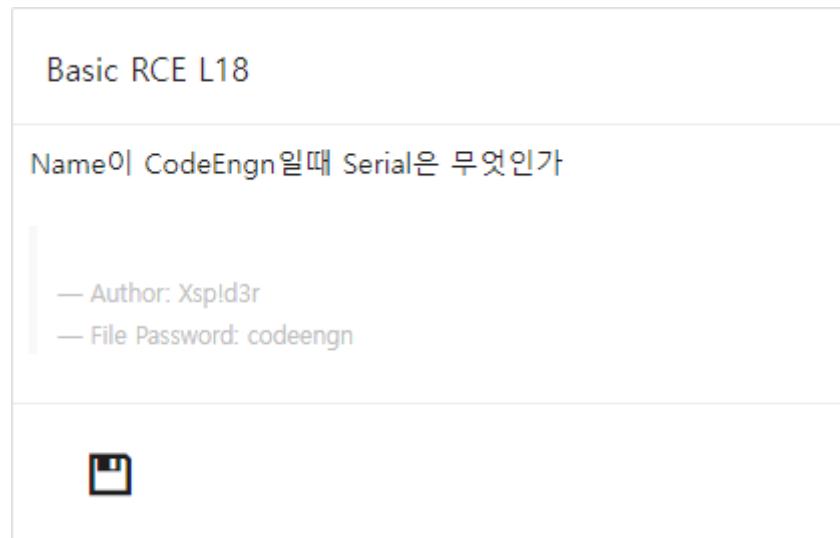 Basic RCE L18
Name이 CodeEngn일때 Serial은 무엇인가
— Author: Xsp!d3r
— File Password: codeengn